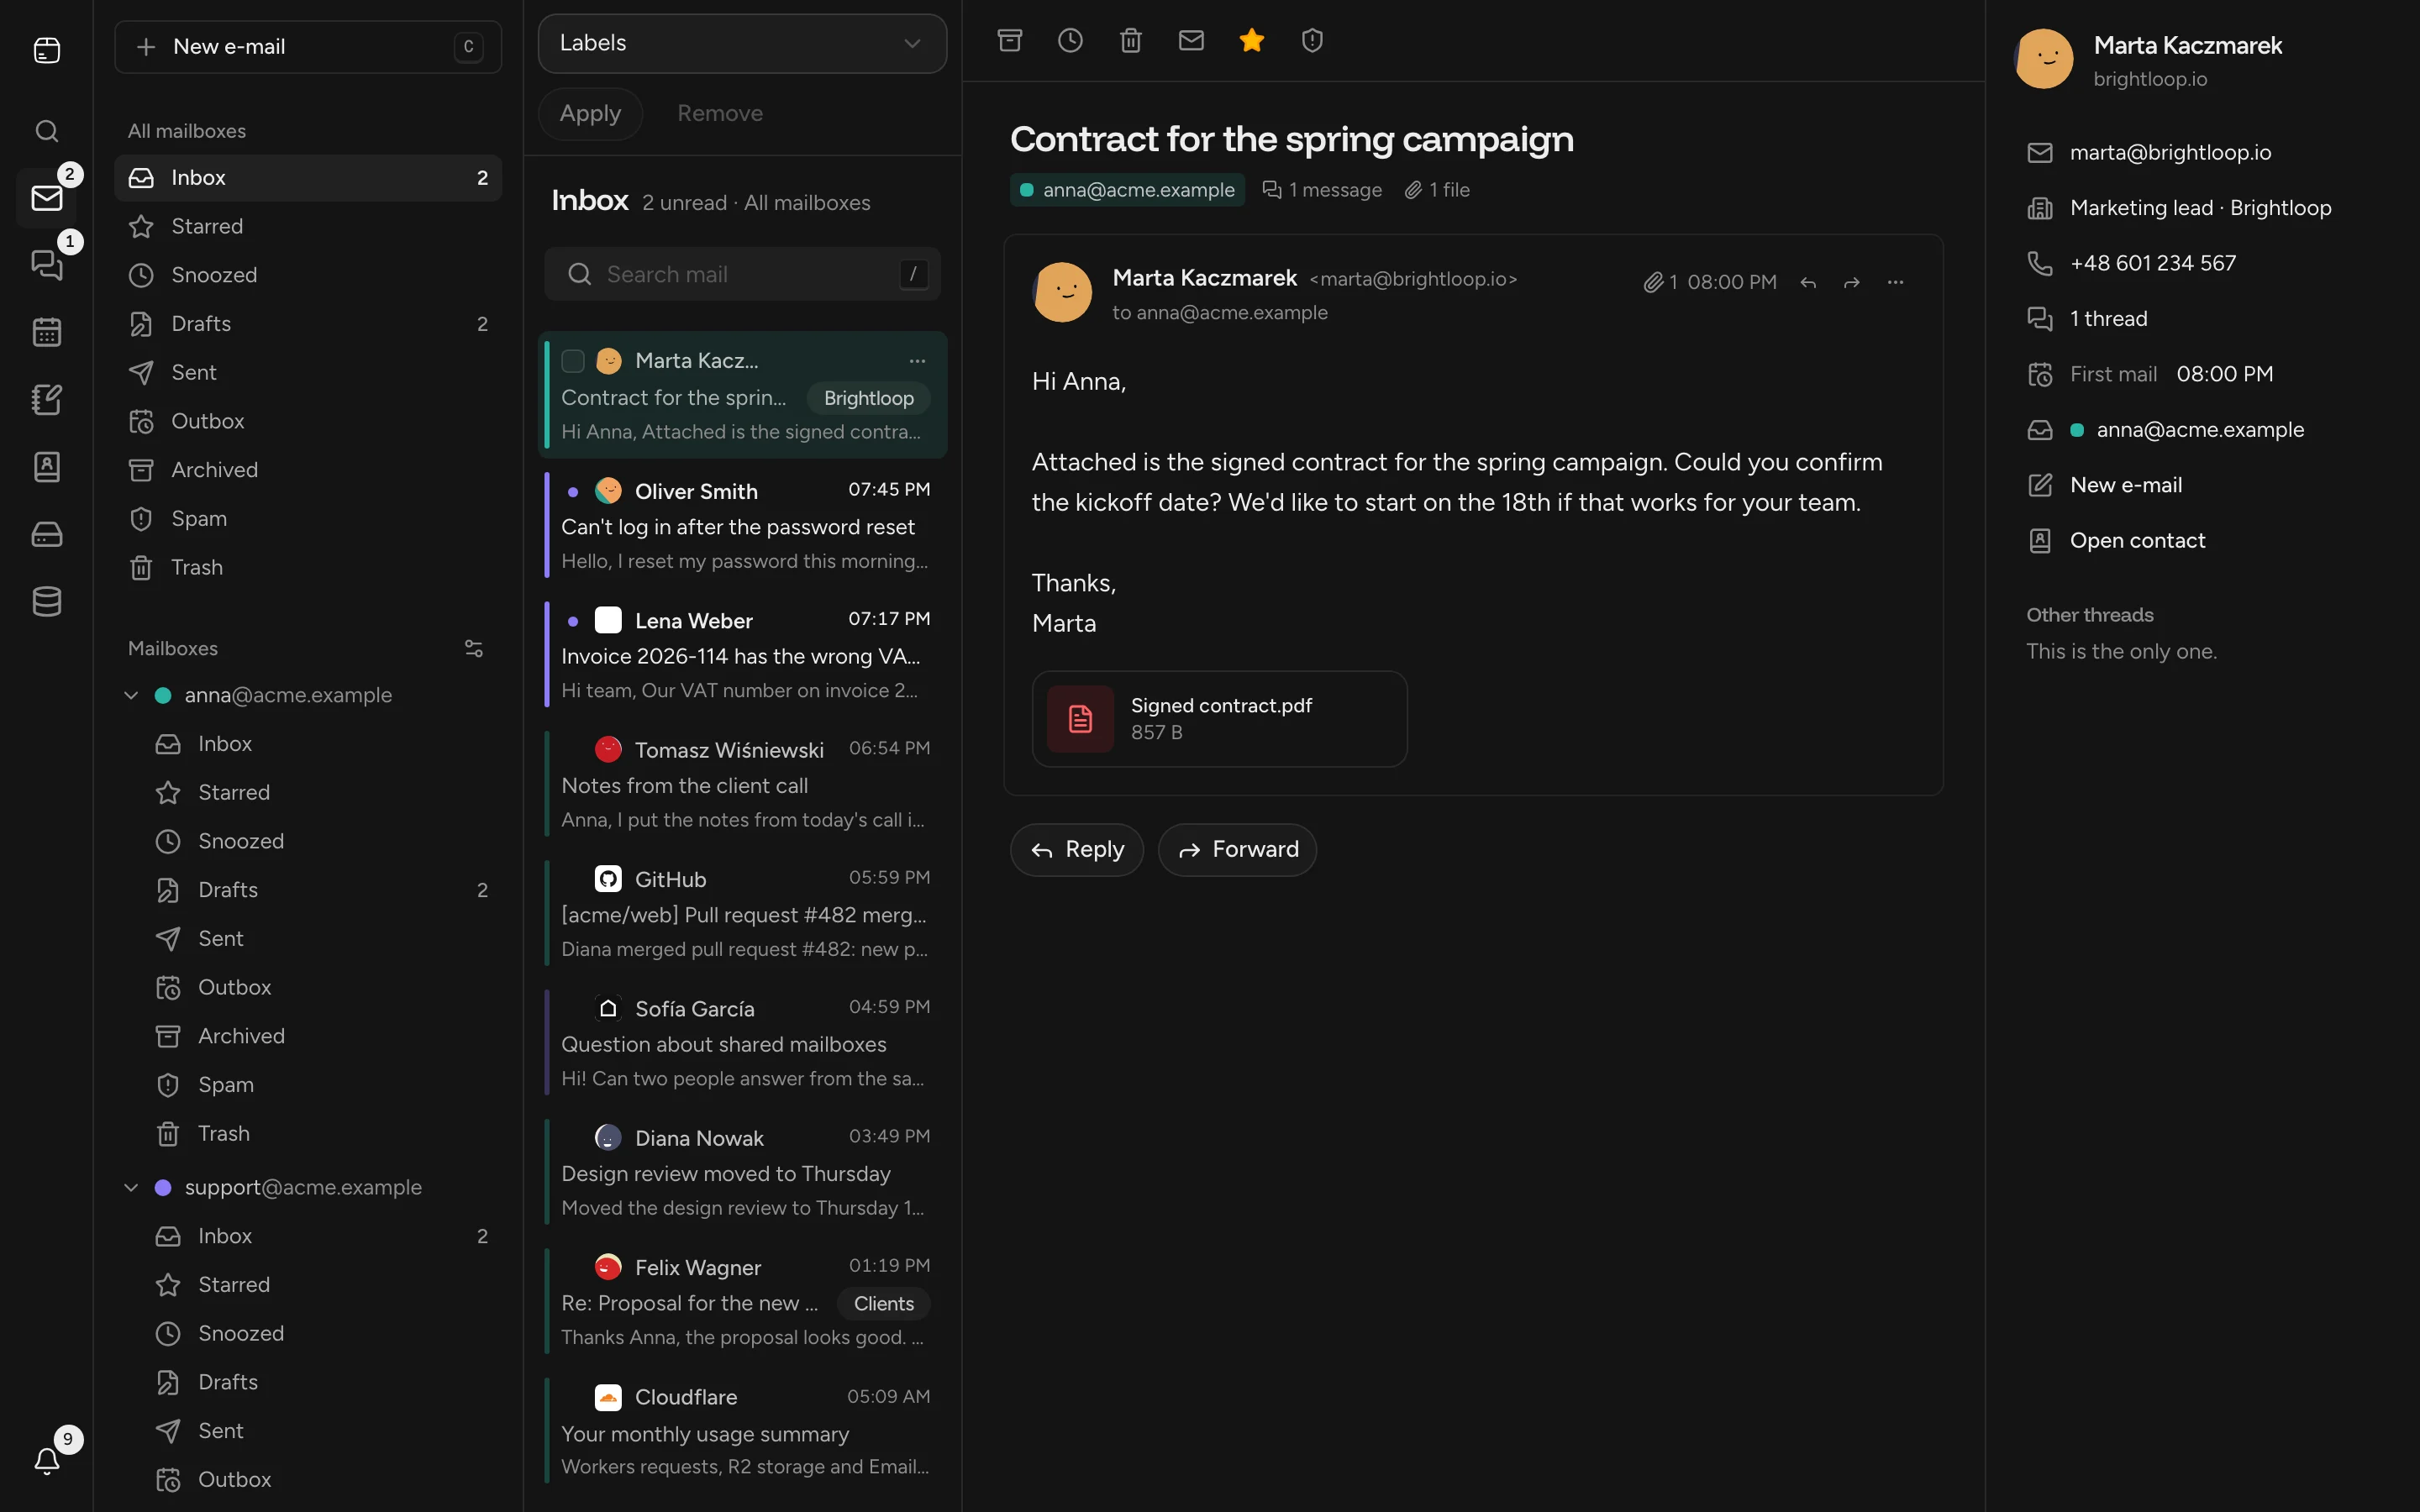 New e-mail
C
All mailboxes
Inbox 2
Starred
Snoozed
Drafts 2
Sent
Outbox
Archived
Spam
Trash
Mailboxes
anna@acme.example
Inbox
Starred
Snoozed
Drafts 2
Sent
Outbox
Archived
Spam
Trash
support@acme.example
Inbox 2
Starred
Snoozed
Drafts
Sent
Outbox
2
1
9
Labels
Apply Remove
Inbox 2 unread · All mailboxes
Search mail /
Marta Kacz...
Contract for the sprin... Brightloop
Hi Anna, Attached is the signed contra...
Oliver Smith 07:45 PM
Can't log in after the password reset
Hello, I reset my password this morning...
Lena Weber 07:17 PM
Invoice 2026-114 has the wrong VA...
Hi team, Our VAT number on invoice 2...
Tomasz Wiśniewski 06:54 PM
Notes from the client call
Anna, I put the notes from today's call i...
GitHub 05:59 PM
[acme/web] Pull request #482 merg...
Diana merged pull request #482: new p...
Sofía García 04:59 PM
Question about shared mailboxes
Hi! Can two people answer from the sa...
Diana Nowak 03:49 PM
Design review moved to Thursday
Moved the design review to Thursday 1...
Felix Wagner 01:19 PM
Re: Proposal for the new ... Clients
Thanks Anna, the proposal looks good. ...
Cloudflare 05:09 AM
Your monthly usage summary
Workers requests, R2 storage and Email...
Contract for the spring campaign
anna@acme.example 1 message 1 file
Marta Kaczmarek <marta@brightloop.io> 1 08:00 PM
to anna@acme.example
Hi Anna,
Attached is the signed contract for the spring campaign. Could you confirm
the kickoff date? We'd like to start on the 18th if that works for your team.
Thanks,
Marta
Signed contract.pdf
857 B
Reply Forward
Marta Kaczmarek
brightloop.io
marta@brightloop.io
Marketing lead · Brightloop
+48 601 234 567
1 thread
First mail 08:00 PM
anna@acme.example
New e-mail
Open contact
Other threads
This is the only one.